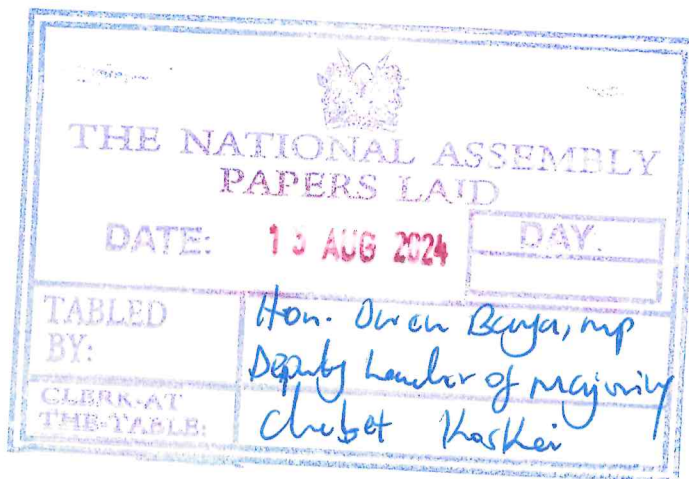 THE NATIONAL ASSEMBLY
PAPERS LAID
DATE: AUG 2024 DAY.
TABLED BY: Hon. Owen Baya, mp
Deputy Leader of majority
CLERK-AT THE-TABLE: Chebet Koskei